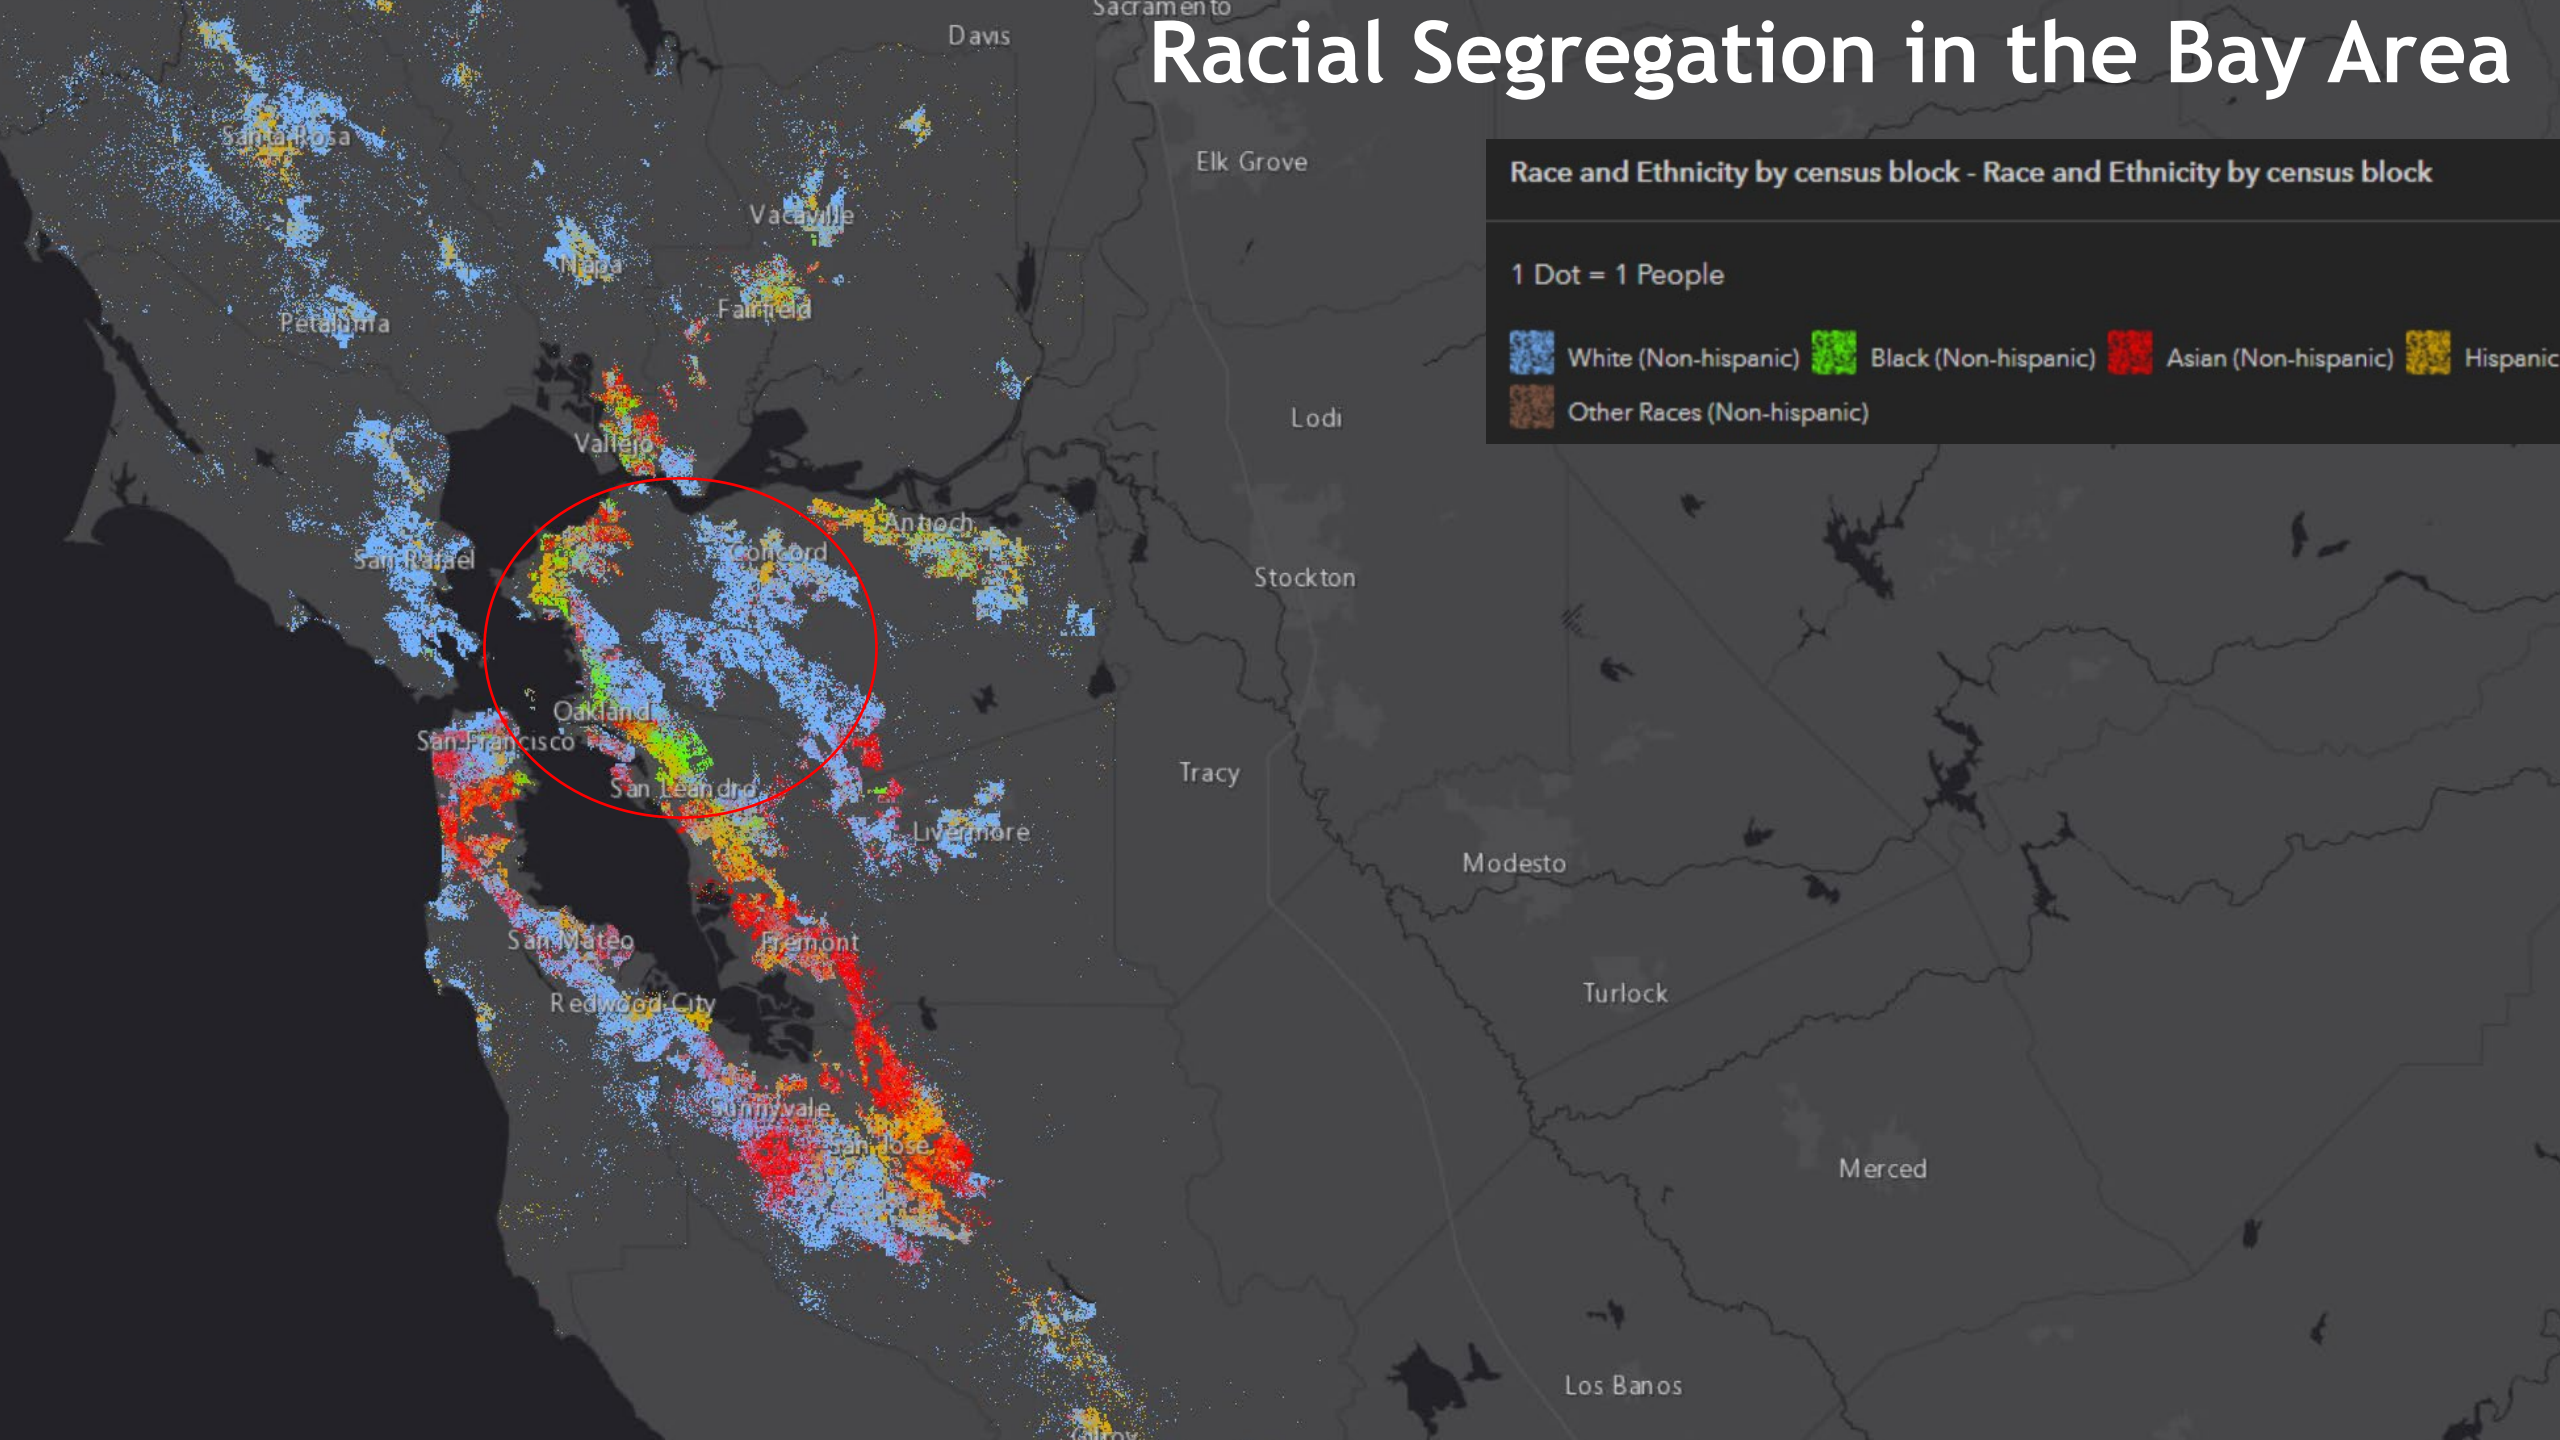 Sacramento
Davis
Racial Segregation in the Bay Area
Elk Grove
Race and Ethnicity by census block - Race and Ethnicity by census block
1 Dot = 1 People
White (Non-hispanic)
Black (Non-hispanic)
Asian (Non-hispanic)
Hispanic
Other Races (Non-hispanic)
Santa Rosa
Vacaville
Napa
Fairfield
Petaluma
Lodi
Vallejo
Antioch
Concord
San Rafael
Stockton
Oakland
San Francisco
Tracy
San Leandro
Livermore
Modesto
San Mateo
Fremont
Redwood City
Turlock
Sunnyvale
San Jose
Merced
Los Banos
Gilroy